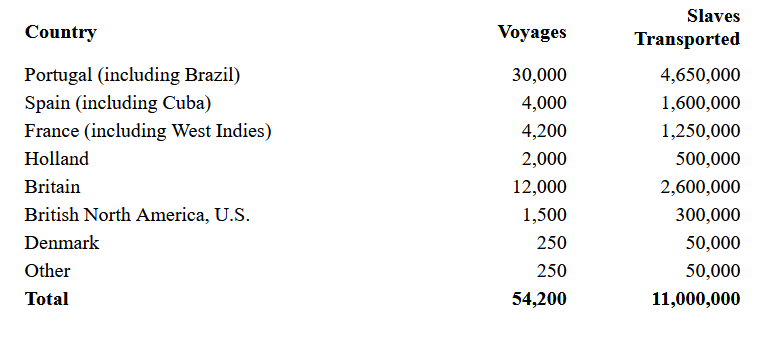 Country Voyages Slaves Transported
Portugal (including Brazil) 30,000 4,650,000
Spain (including Cuba) 4,000 1,600,000
France (including West Indies) 4,200 1,250,000
Holland 2,000 500,000
Britain 12,000 2,600,000
British North America, U.S. 1,500 300,000
Denmark 250 50,000
Other 250 50,000
Total 54,200 11,000,000